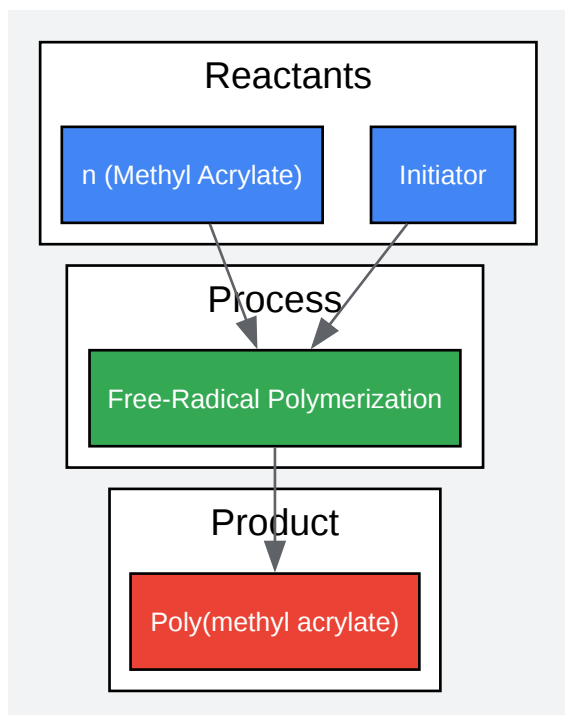 Reactants
n (Methyl Acrylate)
Initiator
Process
Free-Radical Polymerization
Product
Poly(methyl acrylate)